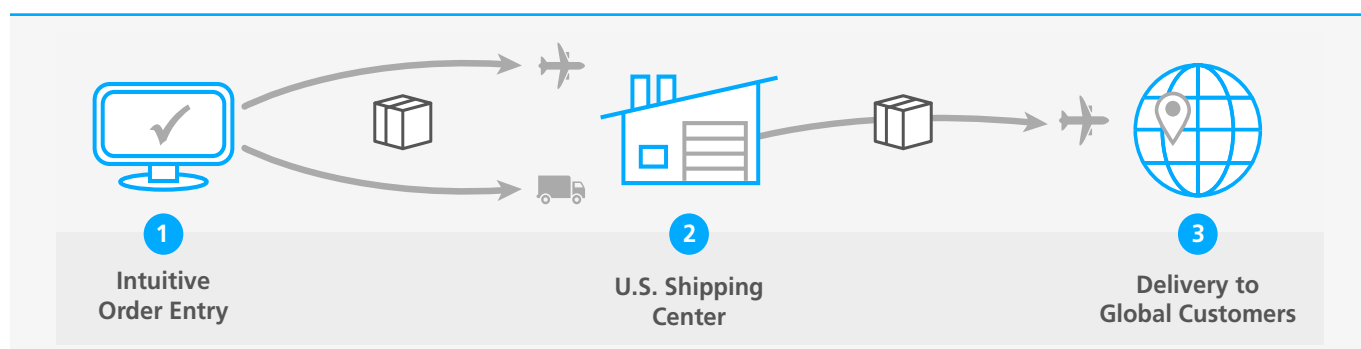 1
Intuitive
Order Entry
2
U.S. Shipping
Center
3
Delivery to
Global Customers